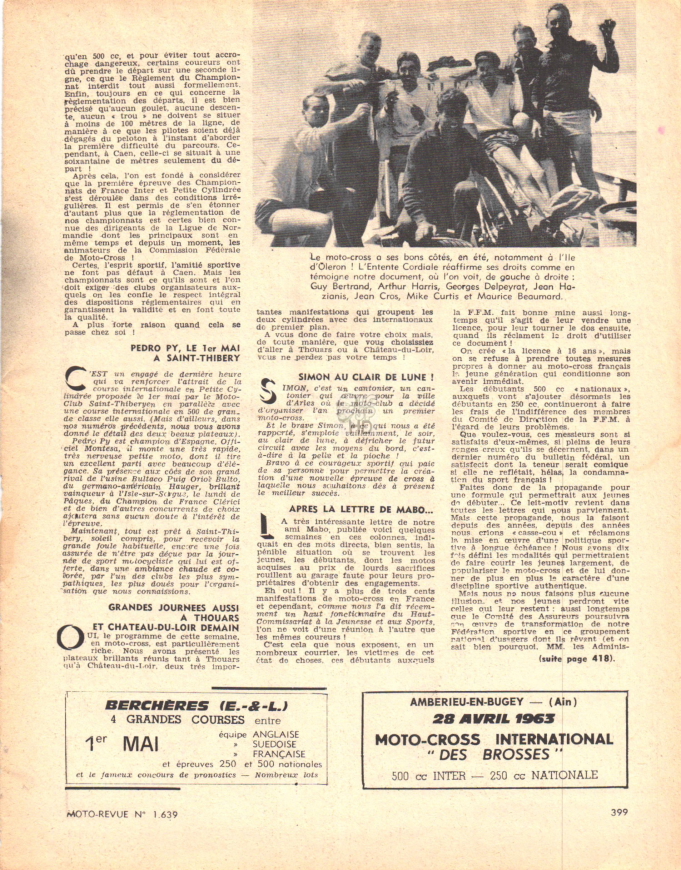 qu'en 500 cc, et pour éviter tout accro-
chage dangereux, certains coureurs ont
dû prendre le départ sur une seconde li-
gne, ce que le Règlement du Champion-
nat interdit tout aussi formellement.
Enfin, toujours en ce qui concerne la
réglementation des départs, il est bien
précisé qu'aucun goulet, aucune descen-
te, aucun « trou » ne doivent se situer
à moins de 100 mètres de la ligne, de
manière à ce que les pilotes soient déjà
dégagés du peloton à l'instant d'aborder
la première difficulté du parcours. Ce-
pendant, à Caen, celle-ci se situait à une
soixantaine de mètres seulement du dé-
part !
Après cela, l'on est fondé à considérer
que la première épreuve des Champion-
nats de France Inter et Petite Cylindrée
s'est déroulée dans des conditions irré-
gulières. Il est permis de s'en étonner
d'autant plus que la réglementation de
nos championnats est certes bien con-
nue des dirigeants de la Ligue de Nor-
mandie dont les principaux sont en
même temps et depuis un moment, les
animateurs de la Commission Fédérale
de Moto-Cross !
Certes, l'esprit sportif, l'amitié sportive
ne font pas défaut à Caen. Mais les
championnats sont ce qu'ils sont et l'on
doit exiger des clubs organisateurs aux-
quels on les confie le respect intégral
des dispositions réglementaires qui en
garantissent la validité et en font toute
la qualité.
A plus forte raison quand cela se
passe chez soi !
PEDRO PY, LE 1er MAI
A SAINT-THIBERY
C'EST un engagé de dernière heure
qui va renforcer l'attrait de la
course internationale en Petite Cy-
lindrée proposée le 1er mai par le Moto-
Club Saint-Thibéryen en parallèle avec
une course internationale en 500 de gran-
de classe elle aussi. (Mais d'ailleurs, dans
nos numéros précédents, nous vous avons
donné le détail des deux beaux plateaux).
Pedro Py est champion d'Espagne. Offi-
ciel Montesa, il monte une très rapide,
très nerveuse petite moto, dont il tire
un excellent parti avec beaucoup d'élé-
gance. Sa présence aux côtés de son grand
rival de l'usine Bultaco Puig Oriol Bulto,
du germano-américain, Hauger, brillant
vainqueur à l'Isle-sur-Sorgue, le lundi de
Pâques, du Champion de France Clériel
et de bien d'autres concurrents de choix
ajoutera sans aucun doute à l'intérêt de
l'épreuve.
Maintenant, tout est prêt à Saint-Thi-
béry, soleil compris, pour recevoir la
grande foule habituelle, encore une fois
assurée de n'être pas déçue par la jour-
née de sport motocycliste qui lui est of-
ferte, dans une ambiance chaude et co-
lorée, par l'un des clubs les plus sym-
pathiques, les plus doués pour l'organi-
sation que nous connaissions.
GRANDES JOURNEES AUSSI
A THOUARS
ET CHATEAU-DU-LOIR DEMAIN
OUI, le programme de cette semaine,
en moto-cross, est particulièrement
riche. Nous avons présenté les
plateaux brillants réunis tant à Thouars
qu'à Château-du-Loir, deux très impor-
Le moto-cross a ses bons côtés, en été, notamment à l'Ile
d'Oleron ! L'Entente Cordiale réaffirme ses droits comme en
témoigne notre document, où l'on voit, de gauche à droite :
Guy Bertrand, Arthur Harris, Georges Delpeyrat, Jean Ha-
zianis, Jean Cros, Mike Curtis et Maurice Beaumard.
tantes manifestations qui groupent les
deux cylindrées avec des internationaux
de premier plan.
A vous donc de faire votre choix mais,
de toute manière, que vous choisissiez
d'aller à Thouars ou à Château-du-Loir,
vous ne perdez pas votre temps !
SIMON AU CLAIR DE LUNE !
SIMON, c'est un cantonier, un can-
tonier qui pour la ville
d'Arles où le moto-club a décidé
d'organiser l'an un premier
moto-cross.
Et le brave Simon, qui nous a été
rapporté, s'emploie le soir,
au clair de lune, à défricher le futur
circuit avec les moyens du bord, c'est-
à-dire à la pelle et la pioche !
Bravo à ce courageux sportif qui paie
de sa personne pour permettre la créa-
tion d'une nouvelle épreuve de cross à
laquelle nous souhaitons dès à présent
le meilleur succès.
APRES LA LETTRE DE MABO...
LA très intéressante lettre de notre
ami Mabo, publiée voici quelques
semaines en ces colonnes, indi-
quait en des mots directs, bien sentis, la
pénible situation où se trouvent les
jeunes, les débutants, dont les motos
acquises au prix de lourds sacrifices
rouillent au garage faute pour leurs pro-
priétaires d'obtenir des engagements.
Eh oui ! Il y a plus de trois cents
manifestations de moto-cross en France
et cependant, comme nous l'a dit récem-
ment un haut fonctionnaire du Haut-
Commissariat à la Jeunesse et aux Sports,
l'on ne voit d'une réunion à l'autre que
les mêmes coureurs !
C'est cela que nous exposent, en un
nombreux courrier, les victimes de cet
état de choses, ces débutants auxquels
la F.F.M. fait bonne mine aussi long-
temps qu'il s'agit de leur vendre une
licence, pour leur tourner le dos ensuite,
quand ils réclament le droit d'utiliser
ce document !
On crée « la licence à 16 ans », mais
on se refuse à prendre toutes mesures
propres à donner au moto-cross français
la jeune génération qui conditionne son
avenir immédiat.
Les débutants 500 cc « nationaux »,
auxquels vont s'ajouter désormais les
débutants en 250 cc, continueront à faire
les frais de l'indifférence des membres
du Comité de Direction de la F.F.M. à
l'égard de leurs problèmes.
Que voulez-vous, ces messieurs sont si
satisfaits d'eux-mêmes, si pleins de leurs
songes creux qu'ils se décernent, dans un
dernier numéro du bulletin fédéral, un
satisfecit dont la teneur serait comique
si elle ne reflétait, hélas, la condamna-
tion du sport français !
Faites donc de la propagande pour
une formule qui permettrait aux jeunes
de débuter... Ce leit-motiv revient dans
toutes les lettres qui nous parviennent.
Mais cette propagande, nous la faisons
depuis des années, depuis des années
nous crions « casse-cou » et réclamons
la mise en œuvre d'une politique spor-
tive à longue échéance ! Nous avons dix
fois défini les modalités qui permettraient
de faire courir les jeunes largement, de
populariser le moto-cross et de lui don-
ner de plus en plus le caractère d'une
discipline sportive authentique.
Mais nous ne nous faisons plus aucune
illusion, et nos jeunes perdront vite
celles qui leur restent : aussi longtemps
que le Comité des Assureurs poursuivra
son œuvre de transformation de notre
Fédération sportive en ce groupement
national d'usagers dont ils rêvent (et on
sait bien pourquoi. MM. les Adminis-
(suite page 418).
BERCHÈRES (E.-&-L.)
4 GRANDES COURSES entre
1er MAI
équipe ANGLAISE
» SUEDOISE
» FRANÇAISE
et épreuves 250 et 500 nationales
et le fameux concours de pronostics — Nombreux lots
AMBERIEU-EN-BUGEY — (Ain)
28 AVRIL 1963
MOTO-CROSS INTERNATIONAL
" DES BROSSES "
500 cc INTER — 250 cc NATIONALE
MOTO-REVUE N° 1.639
399